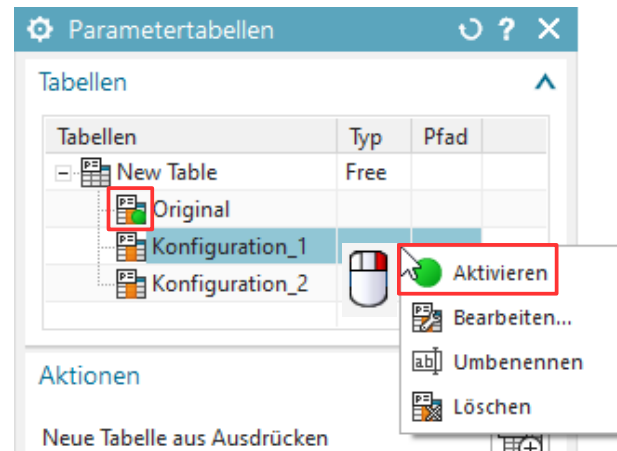 Parametertabellen
Tabellen
Tabellen Typ Pfad
New Table Free
Original
Konfiguration_1
Konfiguration_2
Aktivieren
Bearbeiten...
Umbenennen
Löschen
Aktionen
Neue Tabelle aus Ausdrücken